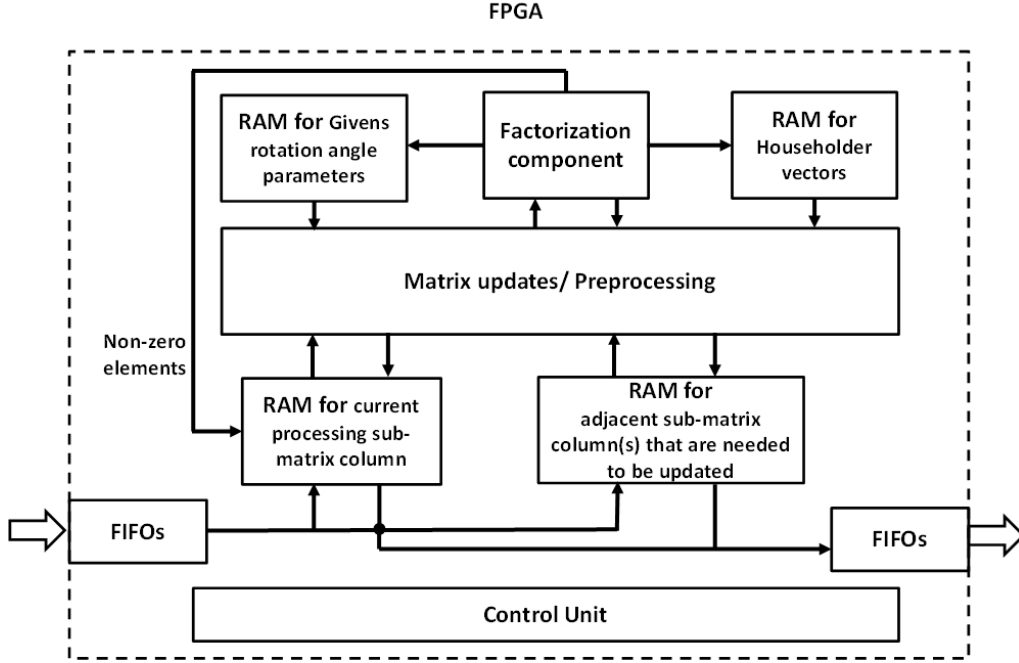 FPGA
RAM for Givens
rotation angle
parameters
Factorization
component
RAM for
Householder
vectors
Matrix updates/ Preprocessing
Non-zero
elements
RAM for current
processing sub-
matrix column
RAM for
adjacent sub-matrix
column(s) that are needed
to be updated
FIFOs
FIFOs
Control Unit